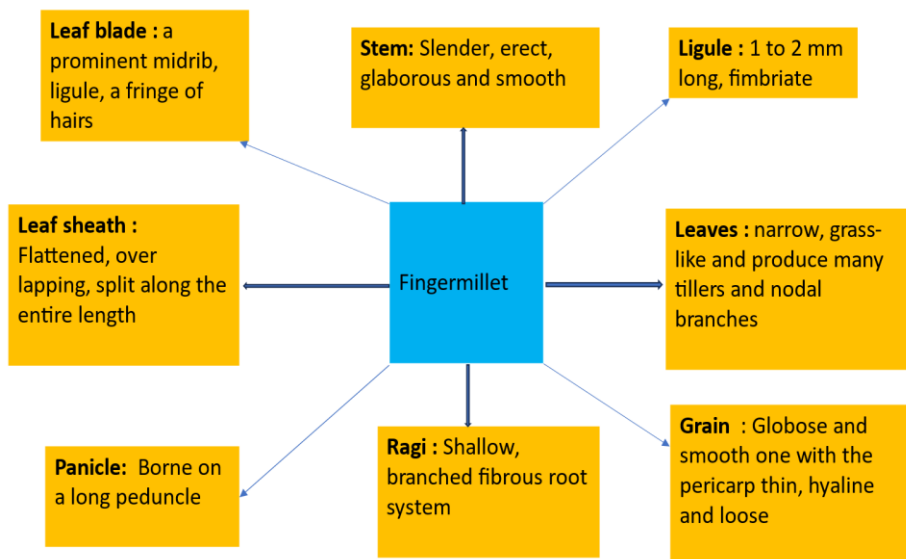 Leaf blade : a
prominent midrib,
ligule, a fringe of
hairs
Stem: Slender, erect,
glaborous and smooth
Ligule : 1 to 2 mm
long, fimbriate
Leaf sheath :
Flattened, over
lapping, split along the
entire length
Fingermillet
Leaves : narrow, grass-
like and produce many
tillers and nodal
branches
Panicle: Borne on
a long peduncle
Ragi : Shallow,
branched fibrous root
system
Grain : Globose and
smooth one with the
pericarp thin, hyaline
and loose